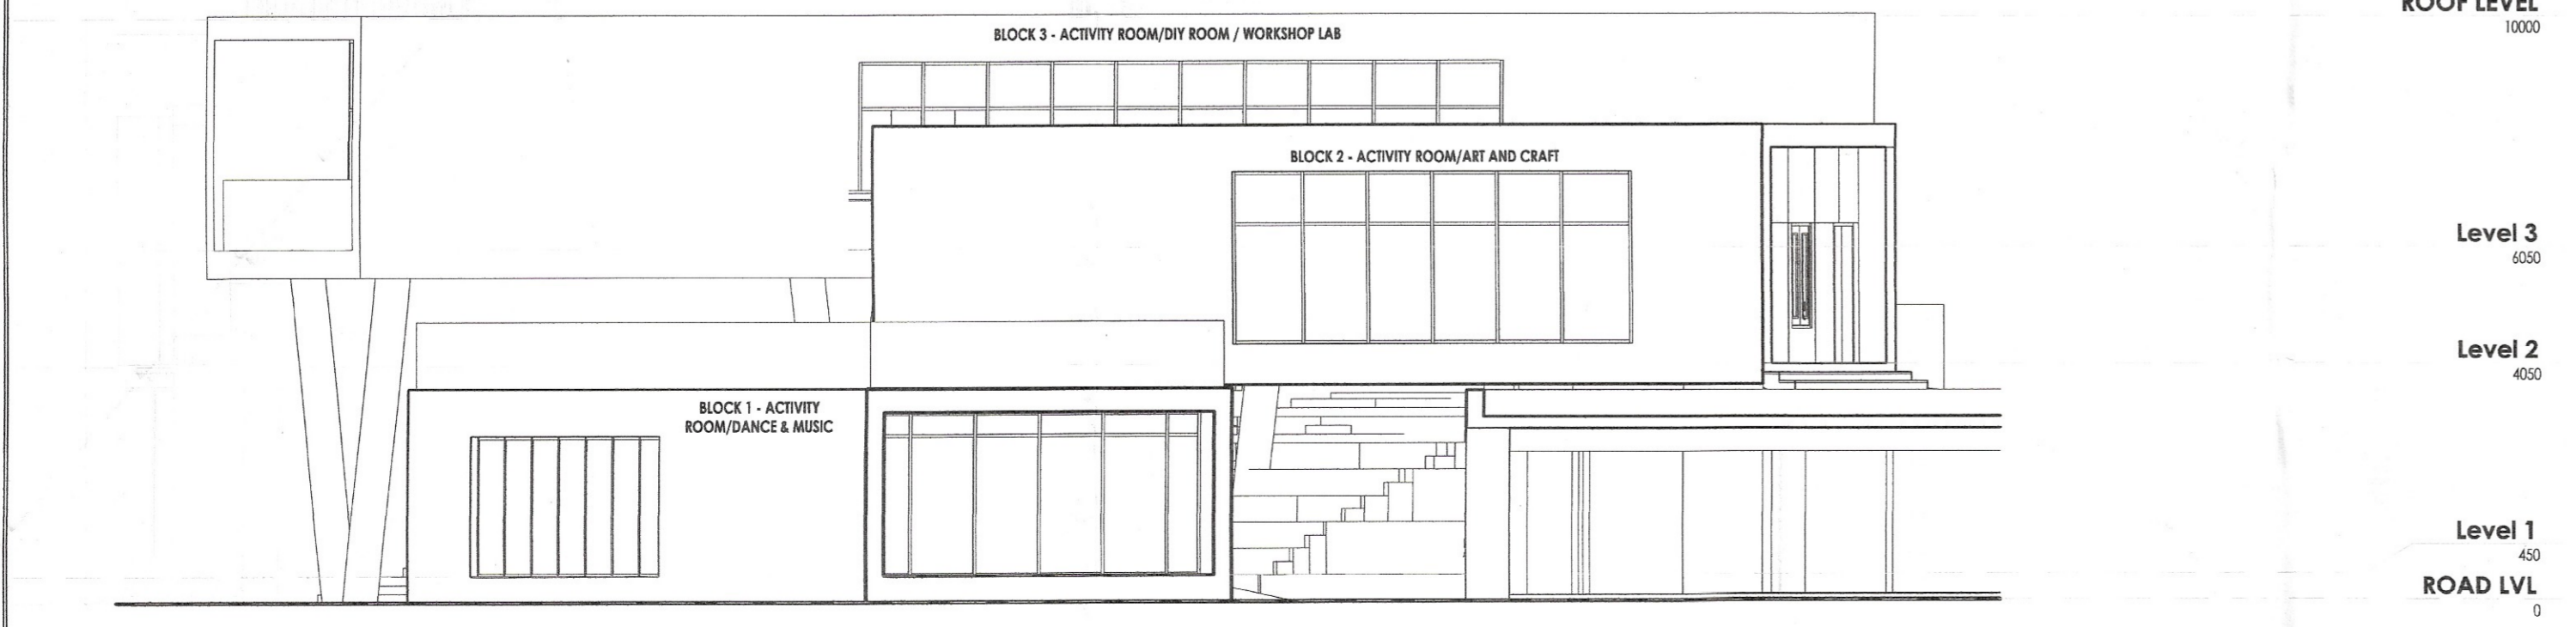 ROOF LEVEL
10000
BLOCK 3 - ACTIVITY ROOM/DIY ROOM / WORKSHOP LAB
BLOCK 2 - ACTIVITY ROOM/ART AND CRAFT
Level 3
6050
Level 2
4050
BLOCK 1 - ACTIVITY
ROOM/DANCE & MUSIC
Level 1
450
ROAD LVL
0